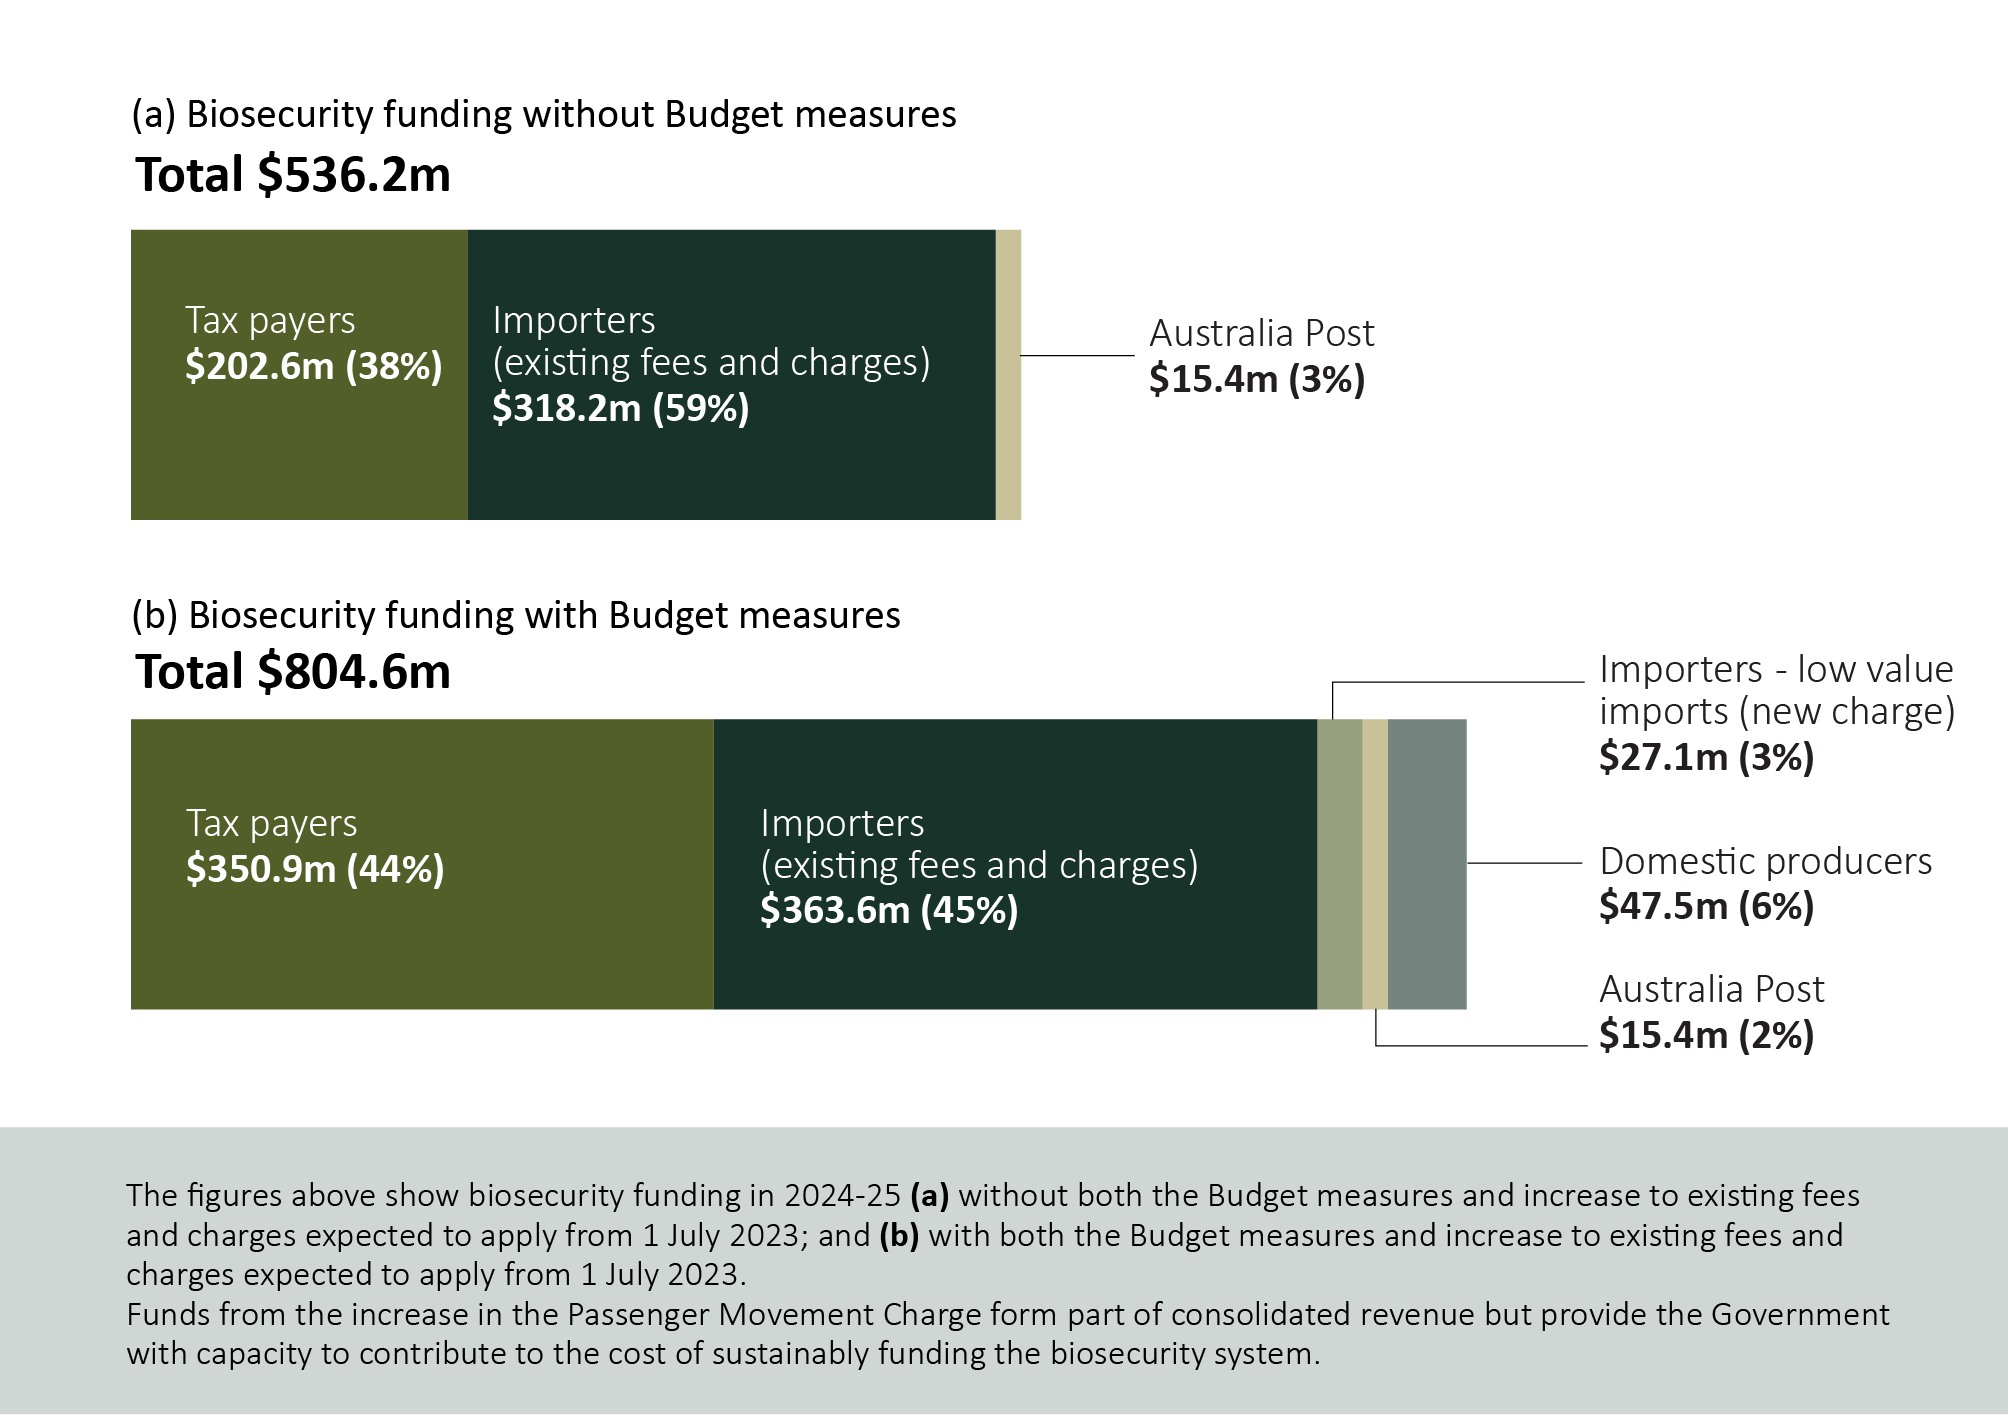 (a) Biosecurity funding without Budget measures
Total $536.2m
Tax payers
$202.6m (38%)
Importers
(existing fees and charges)
$318.2m (59%)
Australia Post
$15.4m (3%)
(b) Biosecurity funding with Budget measures
Total $804.6m
Tax payers
$350.9m (44%)
Importers
(existing fees and charges)
$363.6m (45%)
Importers - low value
imports (new charge)
$27.1m (3%)
Domestic producers
$47.5m (6%)
Australia Post
$15.4m (2%)
The figures above show biosecurity funding in 2024-25 (a) without both the Budget measures and increase to existing fees
and charges expected to apply from 1 July 2023; and (b) with both the Budget measures and increase to existing fees and
charges expected to apply from 1 July 2023.
Funds from the increase in the Passenger Movement Charge form part of consolidated revenue but provide the Government
with capacity to contribute to the cost of sustainably funding the biosecurity system.